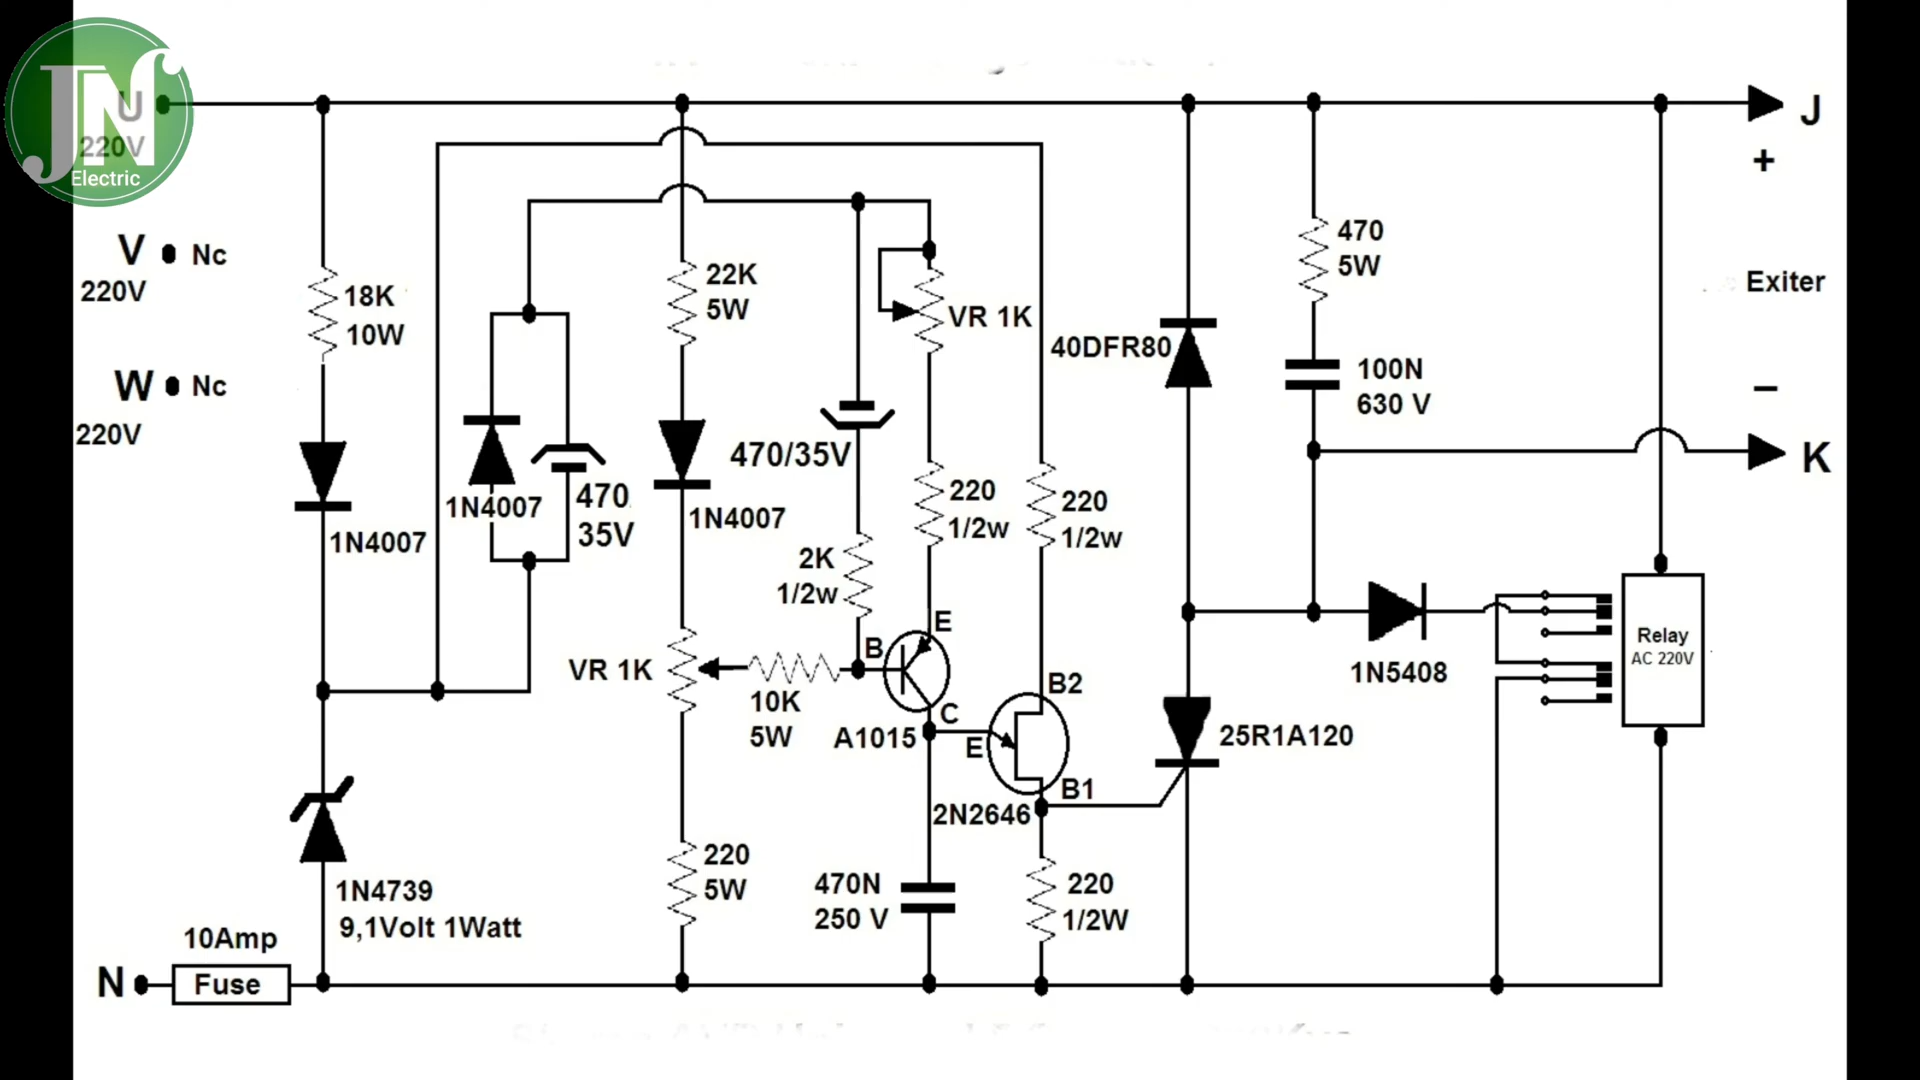 JN
Electric
U
220V
V
Nc
220V
W
Nc
220V
18K
10W
1N4007
1N4739
9,1Volt 1Watt
10Amp
N
Fuse
1N4007
470
35V
22K
5W
1N4007
VR 1K
10K
5W
220
5W
470/35V
2K
1/2w
VR 1K
220
1/2w
B
E
C
A1015
470N
250 V
220
1/2w
B2
E
B1
2N2646
220
1/2W
40DFR80
25R1A120
470
5W
100N
630 V
1N5408
Relay
AC 220V
J
+
Exiter
–
K